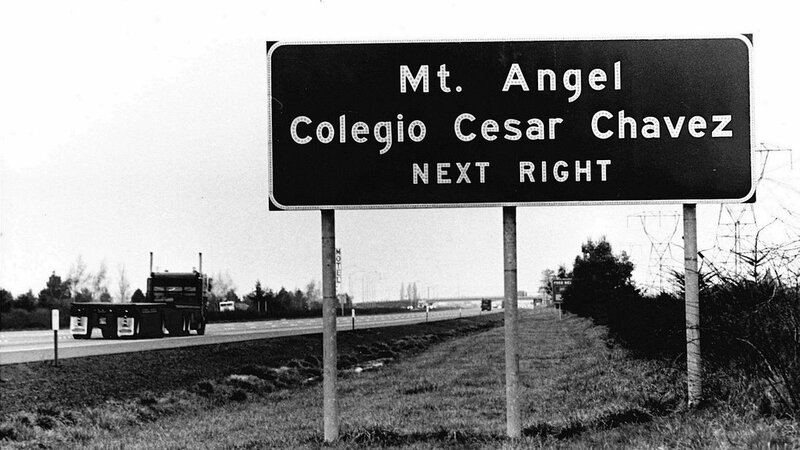 Mt. Angel
Colegio Cesar Chavez
NEXT RIGHT
MOTEL